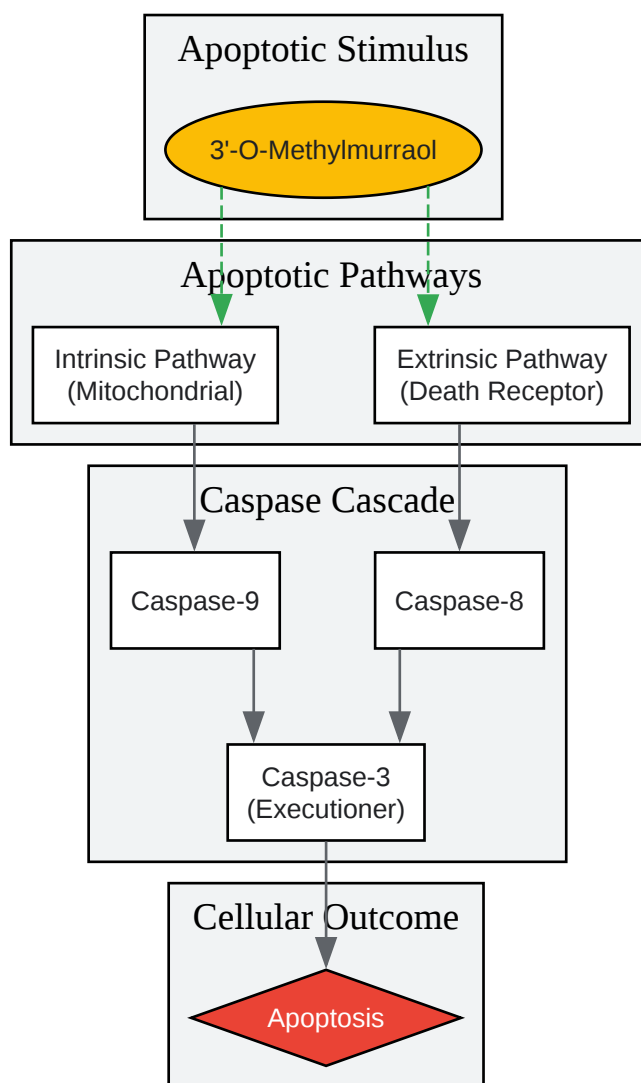 Apoptotic Stimulus
3'-O-Methylmurraol
Apoptotic Pathways
Intrinsic Pathway
(Mitochondrial)
Extrinsic Pathway
(Death Receptor)
Caspase Cascade
Caspase-9
Caspase-8
Caspase-3
(Executioner)
Cellular Outcome
Apoptosis